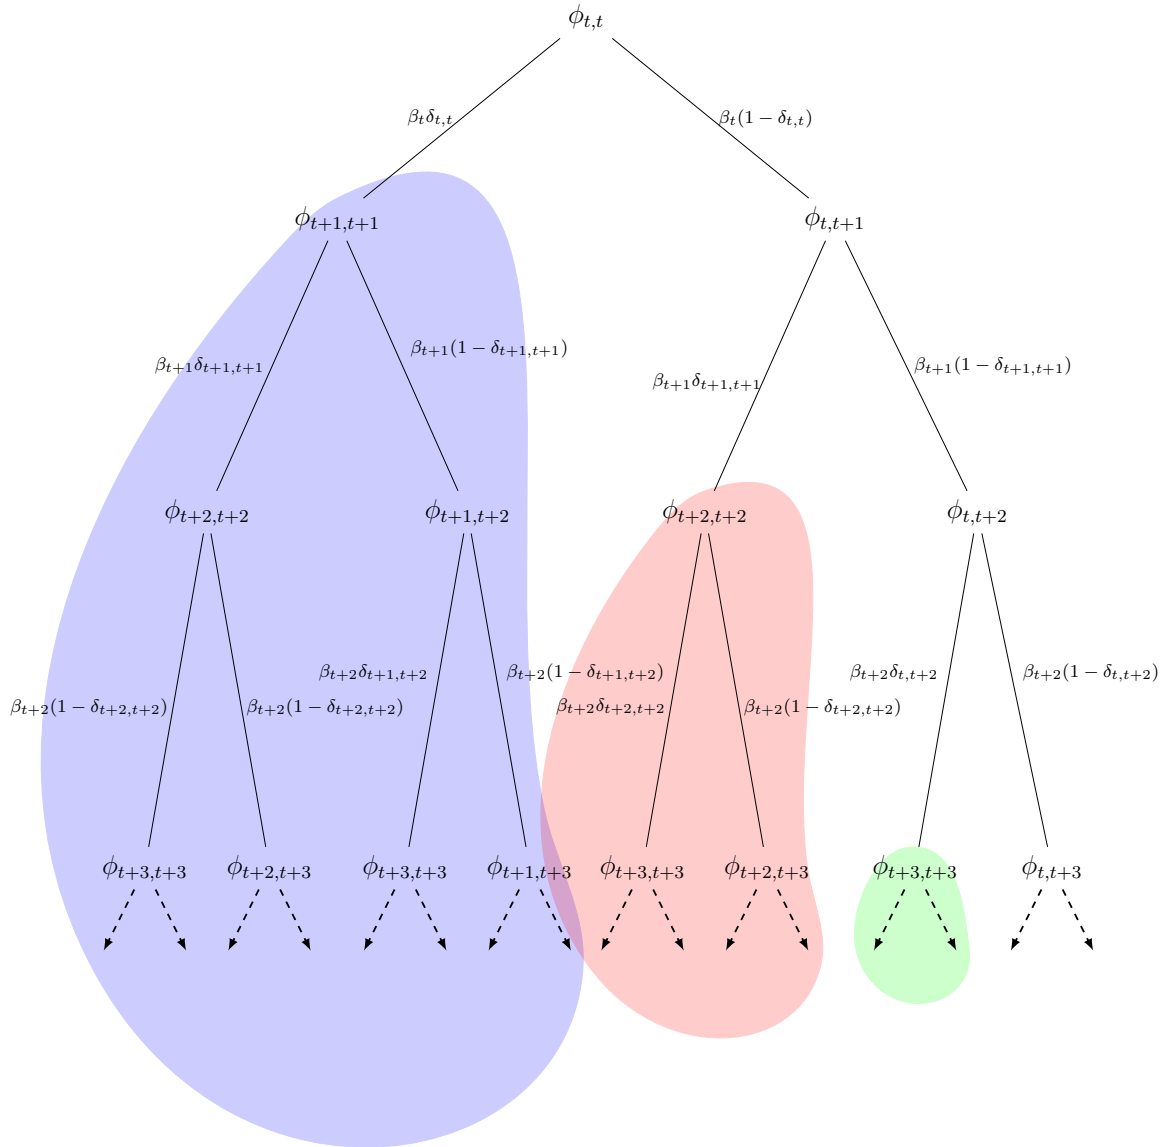 ϕ_{t,t}
β_tδ_{t,t}
β_t(1 − δ_{t,t})
ϕ_{t+1,t+1}
ϕ_{t,t+1}
β_{t+1}(1 − δ_{t+1,t+1})
β_{t+1}δ_{t+1,t+1}
β_{t+1}(1 − δ_{t+1,t+1})
β_{t+1}δ_{t+1,t+1}
ϕ_{t+2,t+2}
ϕ_{t+1,t+2}
ϕ_{t+2,t+2}
ϕ_{t,t+2}
β_{t+2}δ_{t+1,t+2}
β_{t+2}(1 − δ_{t+1,t+2})
β_{t+2}δ_{t,t+2}
β_{t+2}(1 − δ_{t,t+2})
β_{t+2}(1 − δ_{t+2,t+2})
β_{t+2}(1 − δ_{t+2,t+2})
β_{t+2}δ_{t+2,t+2}
β_{t+2}(1 − δ_{t+2,t+2})
ϕ_{t+3,t+3}
ϕ_{t+2,t+3}
ϕ_{t+3,t+3}
ϕ_{t+1,t+3}
ϕ_{t+3,t+3}
ϕ_{t+2,t+3}
ϕ_{t+3,t+3}
ϕ_{t,t+3}